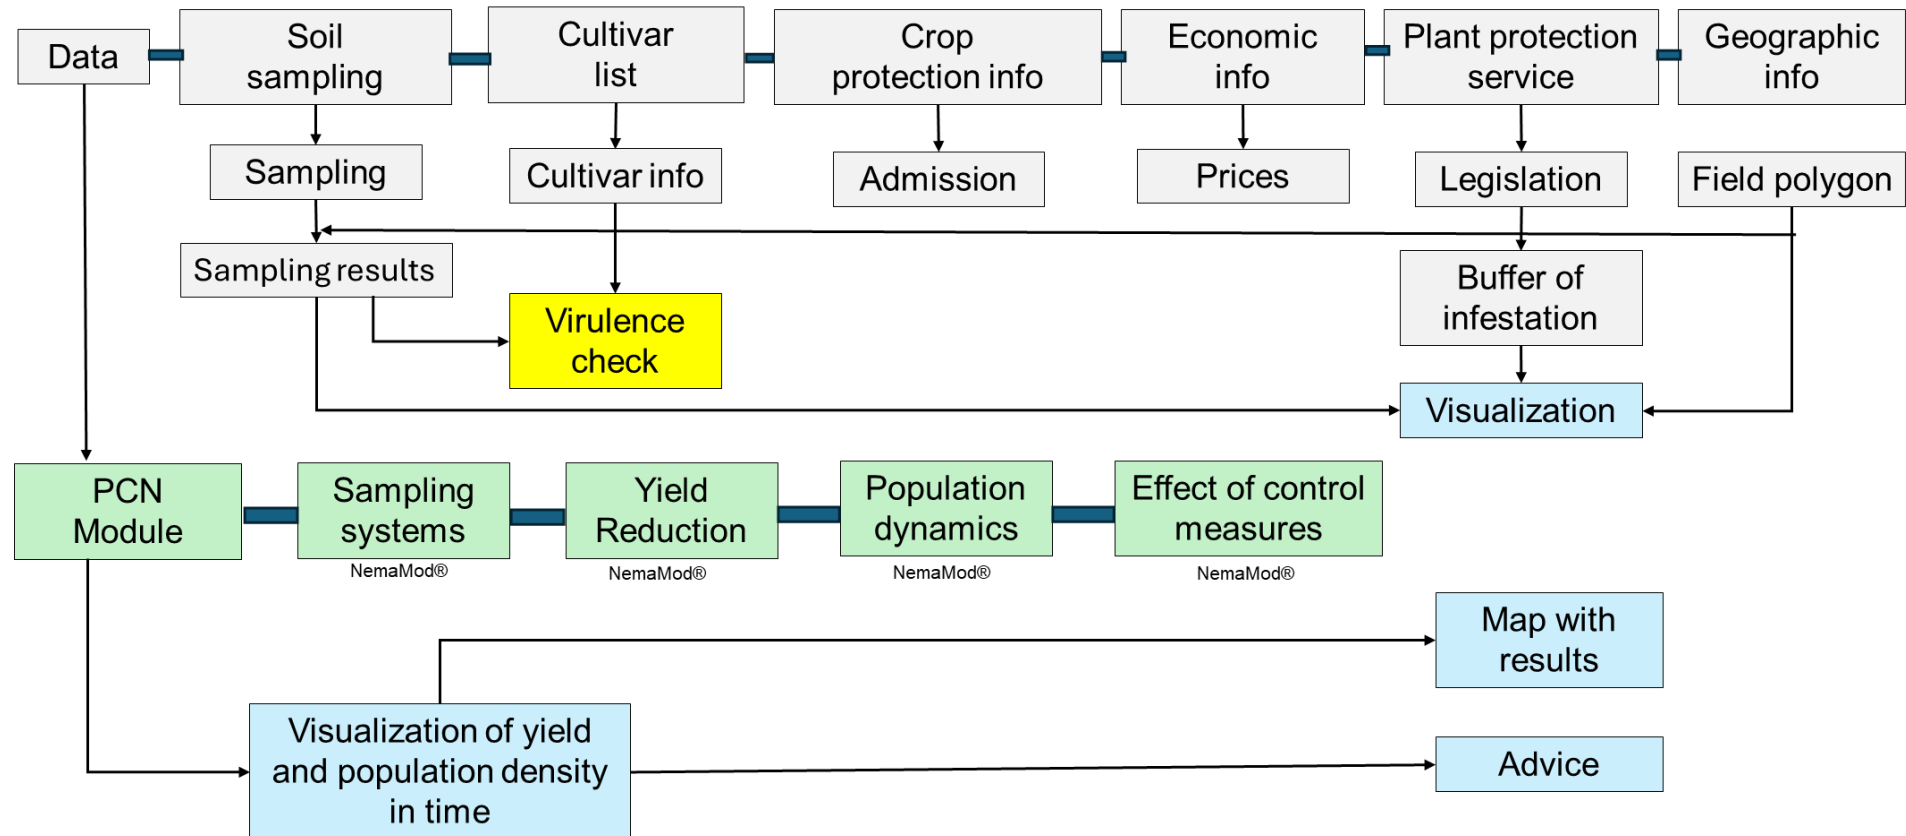 Data
Soil
sampling
Cultivar
list
Crop
protection info
Economic
info
Plant protection
service
Geographic
info
Sampling
Cultivar info
Admission
Prices
Legislation
Field polygon
Sampling results
Virulence
check
Buffer of
infestation
Visualization
PCN
Module
Sampling
systems
NemaMod®
Yield
Reduction
NemaMod®
Population
dynamics
NemaMod®
Effect of control
measures
NemaMod®
Map with
results
Visualization of yield
and population density
in time
Advice